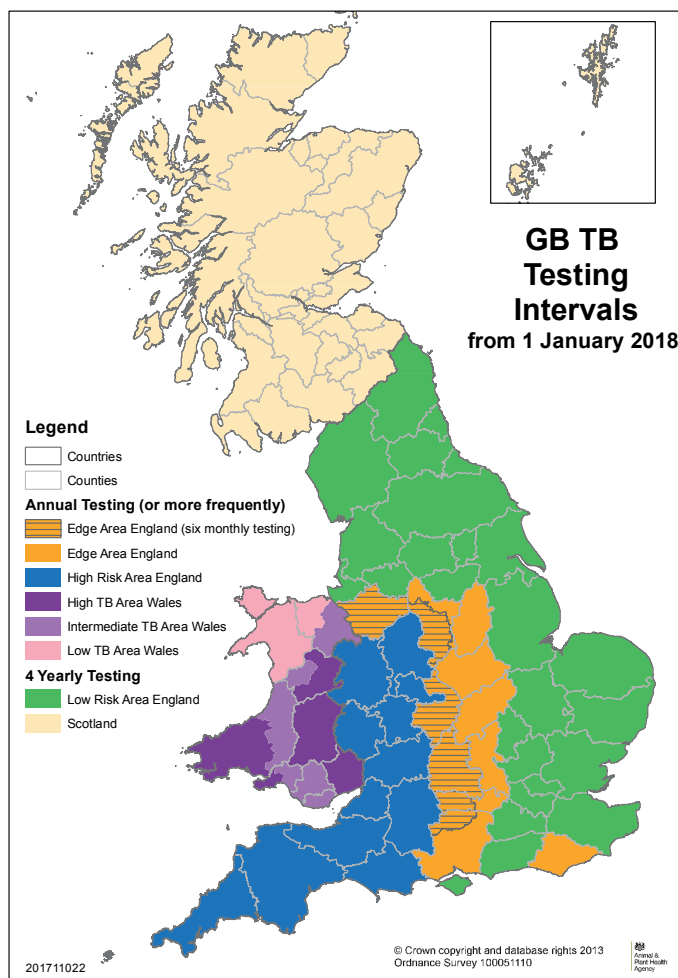 GB TB
Testing
Intervals
from 1 January 2018
Legend
Countries
Counties
Annual Testing (or more frequently)
Edge Area England (six monthly testing)
Edge Area England
High Risk Area England
High TB Area Wales
Intermediate TB Area Wales
Low TB Area Wales
4 Yearly Testing
Low Risk Area England
Scotland
201711022
© Crown copyright and database rights 2013
Ordnance Survey 100051110
Animal &
Plant Health
Agency